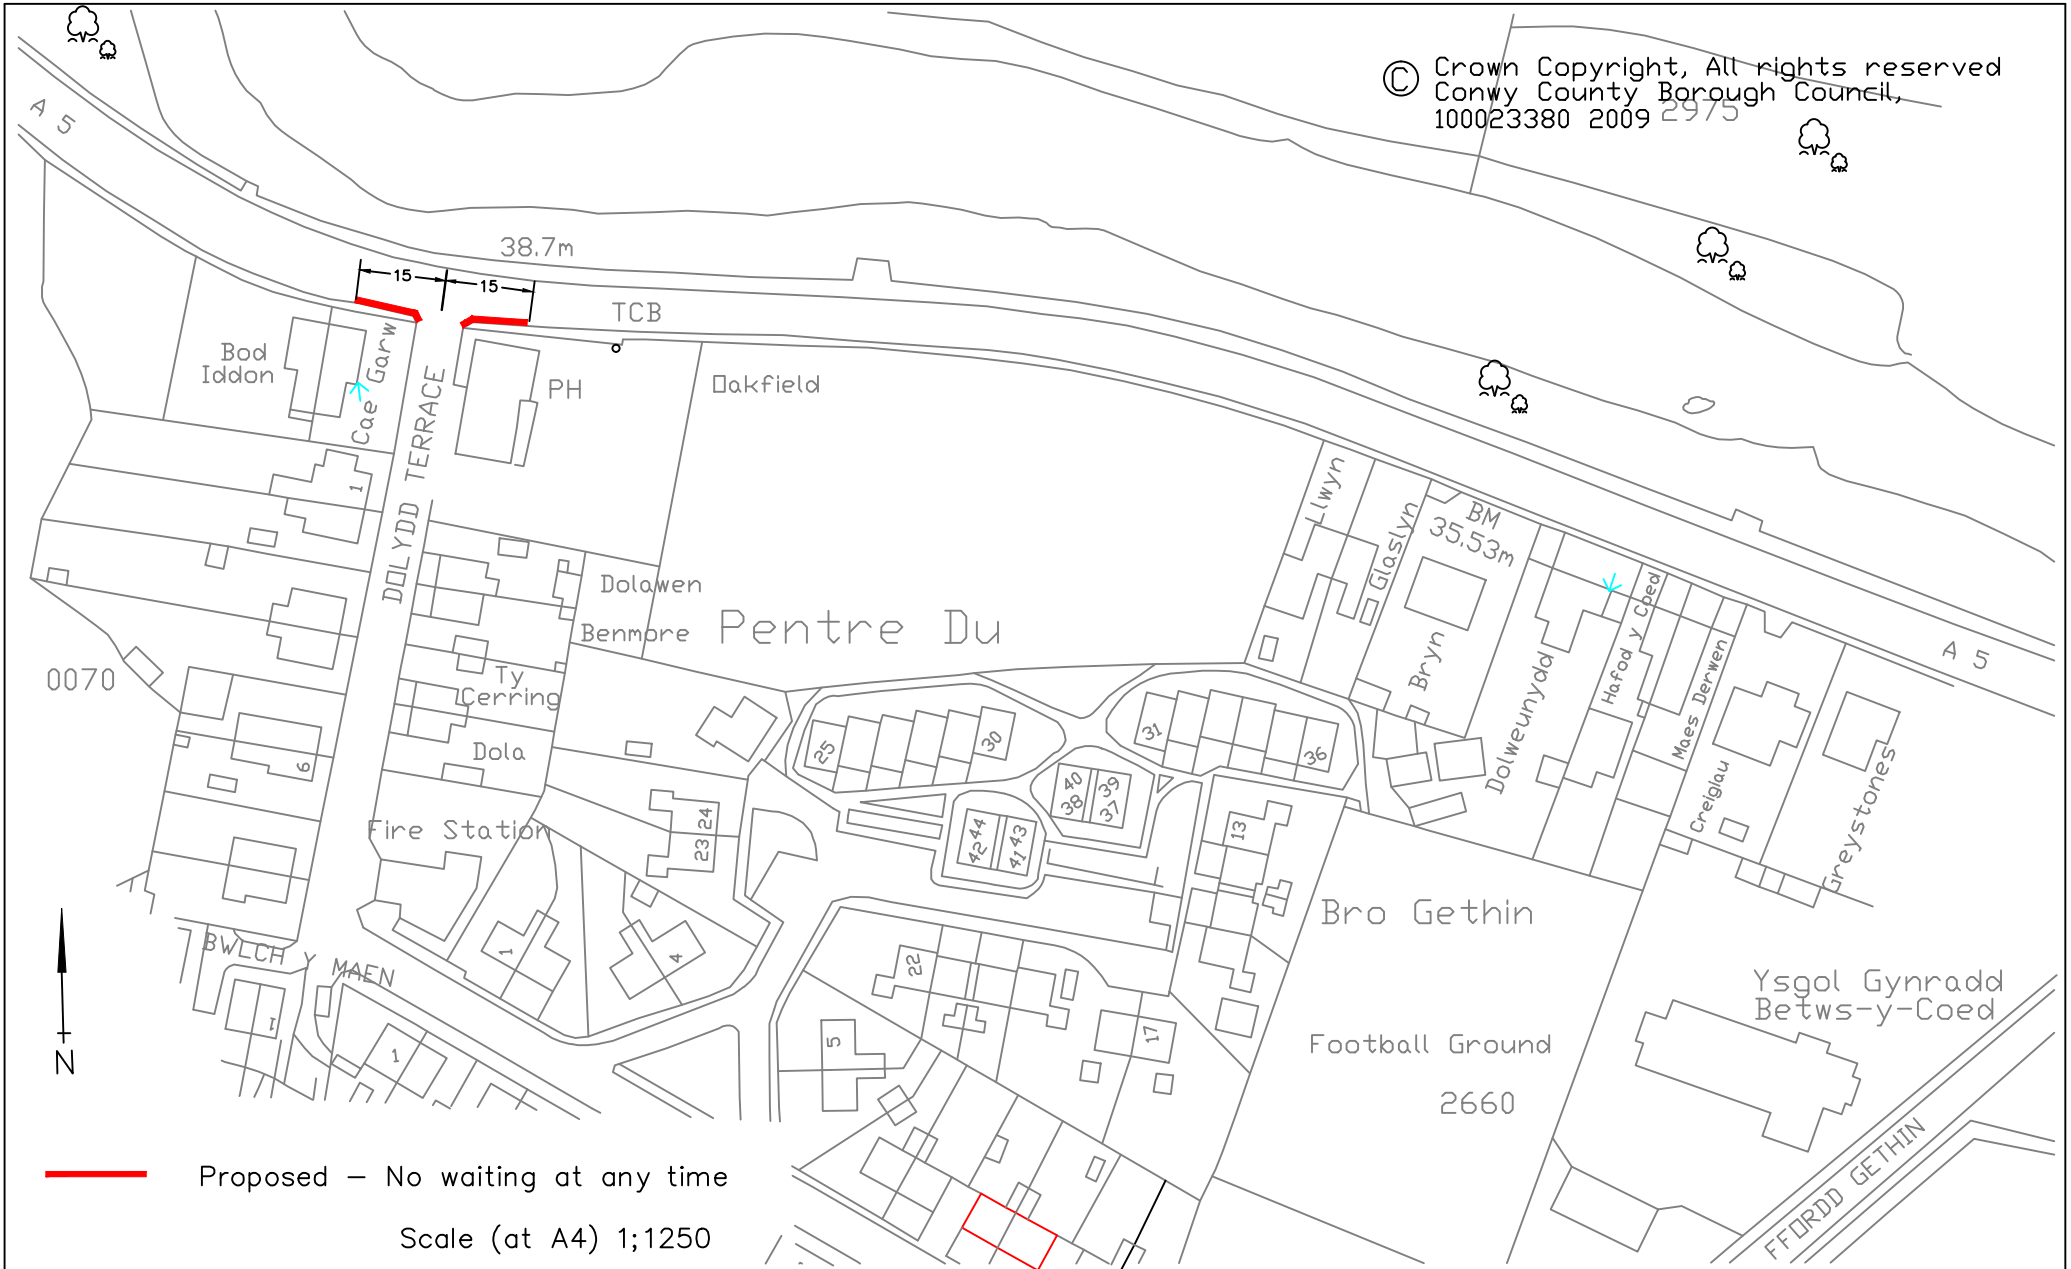 © Crown Copyright, All rights reserved
Conwy County Borough Council,
100023380 2009
2975
A 5
38.7m
15
15
TCB
Bod
Iddon
Cae Garw
DOLYDD TERRACE
PH
Oakfield
1
Llwyn
Glaslyn
BM
35.53m
Dolawen
Benmore
Pentre Du
Bryn
Dolweunydd
Hafod y Coed
Maes Derwen
A 5
0070
Ty
Cerring
Dola
6
25
30
31
36
40
38
39
37
Creigiau
Greystones
Fire Station
23 24
42 44
41 43
13
Bro Gethin
BWLCH Y MAEN
1
4
22
Ysgol Gynradd
Betws-y-Coed
1
1
5
17
Football Ground
2660
N
FFORDD GETHIN
Proposed – No waiting at any time
Scale (at A4) 1;1250